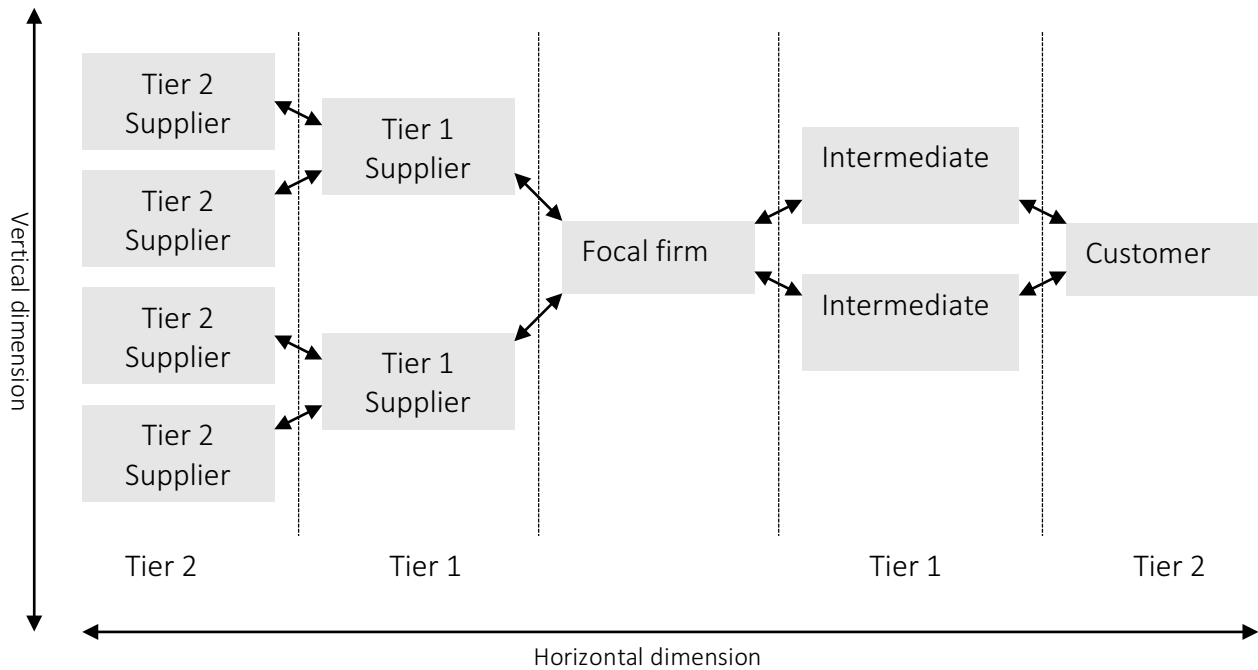 Tier 2
Supplier
Tier 2
Supplier
Tier 2
Supplier
Tier 2
Supplier
Tier 1
Supplier
Tier 1
Supplier
Focal firm
Intermediate
Intermediate
Customer
Vertical dimension
Tier 2
Tier 1
Tier 1
Tier 2
Horizontal dimension